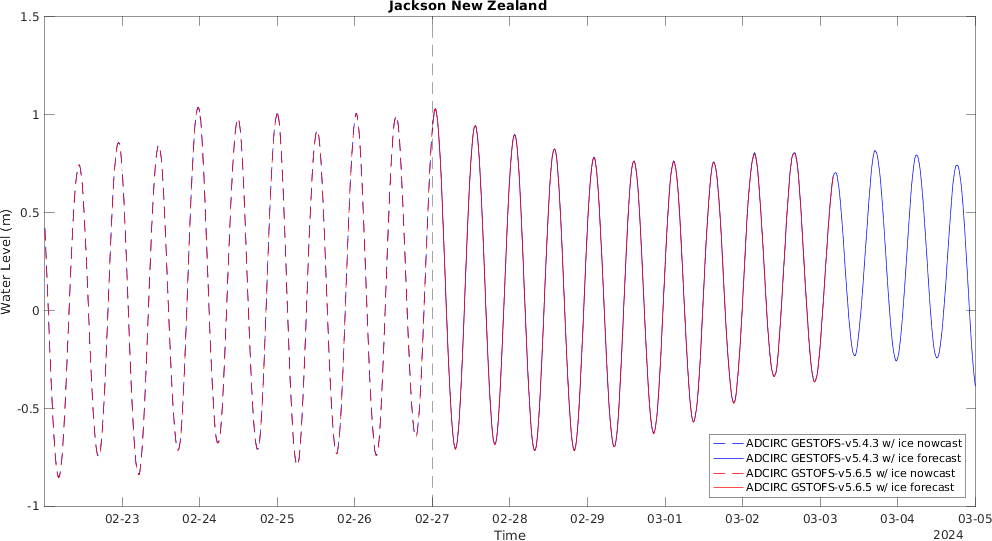 Jackson New Zealand
1.5
1
0.5
0
-0.5
-1
Water Level (m)
ADCIRC GESTOFS-v5.4.3 w/ ice nowcast
ADCIRC GESTOFS-v5.4.3 w/ ice forecast
ADCIRC GSTOFS-v5.6.5 w/ ice nowcast
ADCIRC GSTOFS-v5.6.5 w/ ice forecast
02-23 02-24 02-25 02-26 02-27 02-28 02-29 03-01 03-02 03-03 03-04 03-05
Time
2024